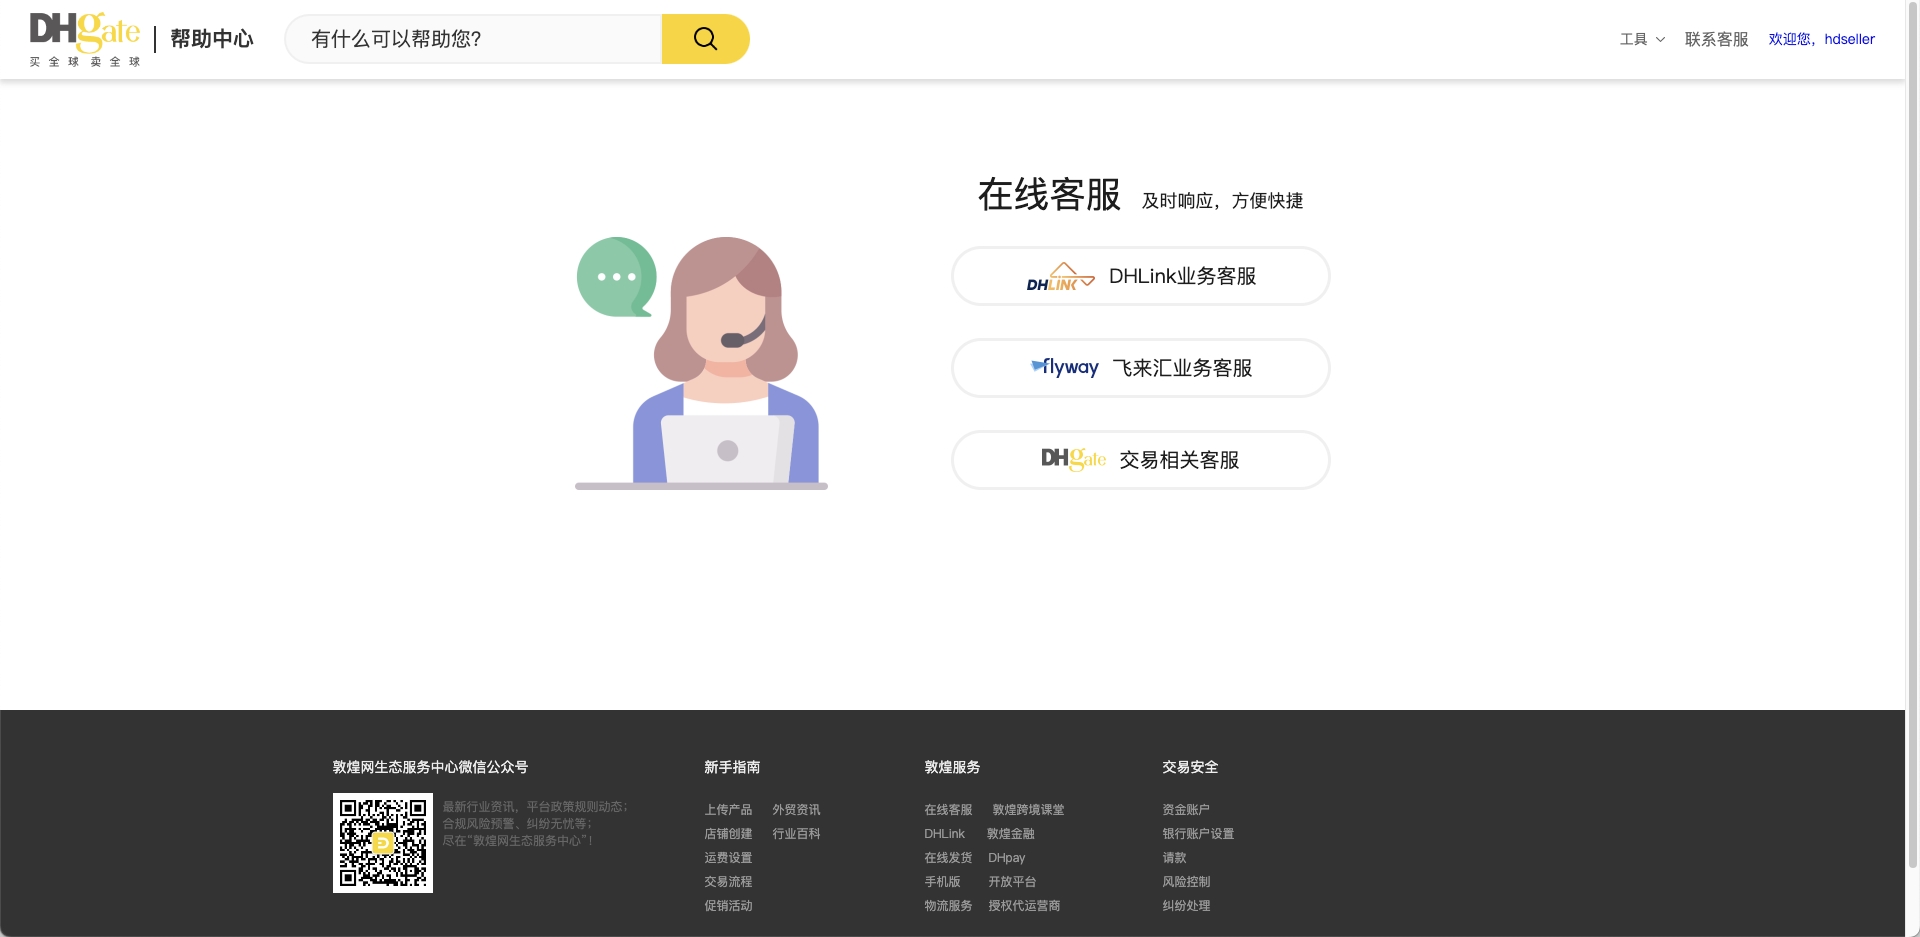 DHgate
买全球 卖全球
帮助中心
有什么可以帮助您?
工具
联系客服
欢迎您，hdseller
在线客服
及时响应，方便快捷
DHLINK DHLink业务客服
flyway 飞来汇业务客服
DHgate 交易相关客服
敦煌网生态服务中心微信公众号
最新行业资讯，平台政策规则动态；
合规风险预警、纠纷无忧等；
尽在“敦煌网生态服务中心”！
新手指南
上传产品 外贸资讯
店铺创建 行业百科
运费设置
交易流程
促销活动
敦煌服务
在线客服 敦煌跨境课堂
DHLink 敦煌金融
在线发货 DHpay
手机版 开放平台
物流服务 授权代运营商
交易安全
资金账户
银行账户设置
请款
风险控制
纠纷处理